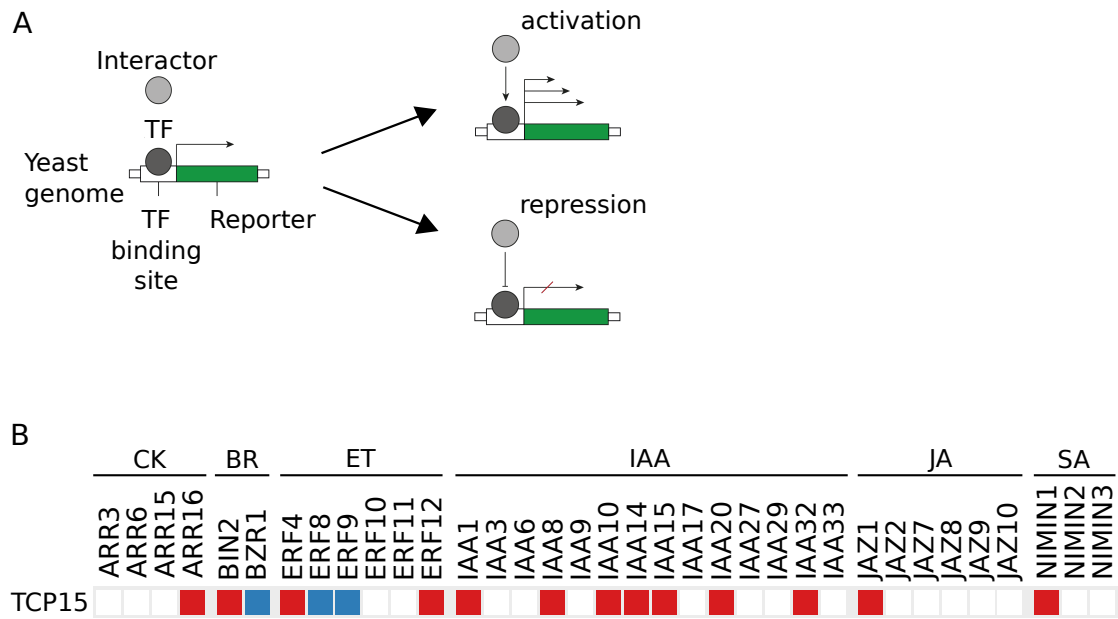 A
Interactor
TF
Yeast
genome
TF
binding
site
Reporter
activation
repression
B
CK BR ET IAA JA SA
ARR3 ARR6 ARR15 ARR16 BIN2 BZR1 ERF4 ERF8 ERF9 ERF10 ERF11 ERF12 IAA1 IAA3 IAA6 IAA8 IAA9 IAA10 IAA14 IAA15 IAA17 IAA20 IAA27 IAA29 IAA32 IAA33 JAZ1 JAZ2 JAZ7 JAZ8 JAZ9 JAZ10 NIMIN1 NIMIN2 NIMIN3
TCP15